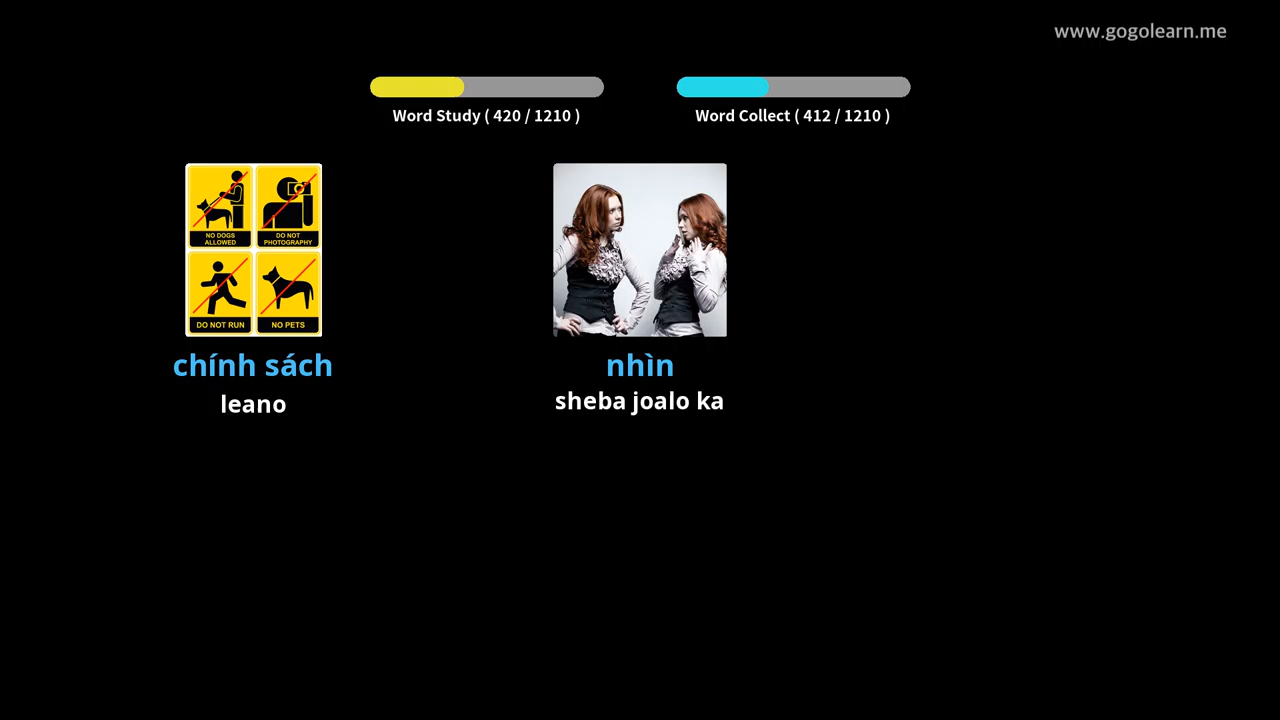 www.gogolearn.me
Word Study ( 420 / 1210 )
Word Collect ( 412 / 1210 )
NO DOGS
ALLOWED
DO NOT
PHOTOGRAPHY
DO NOT RUN
NO PETS
chính sách
leano
nhìn
sheba joalo ka